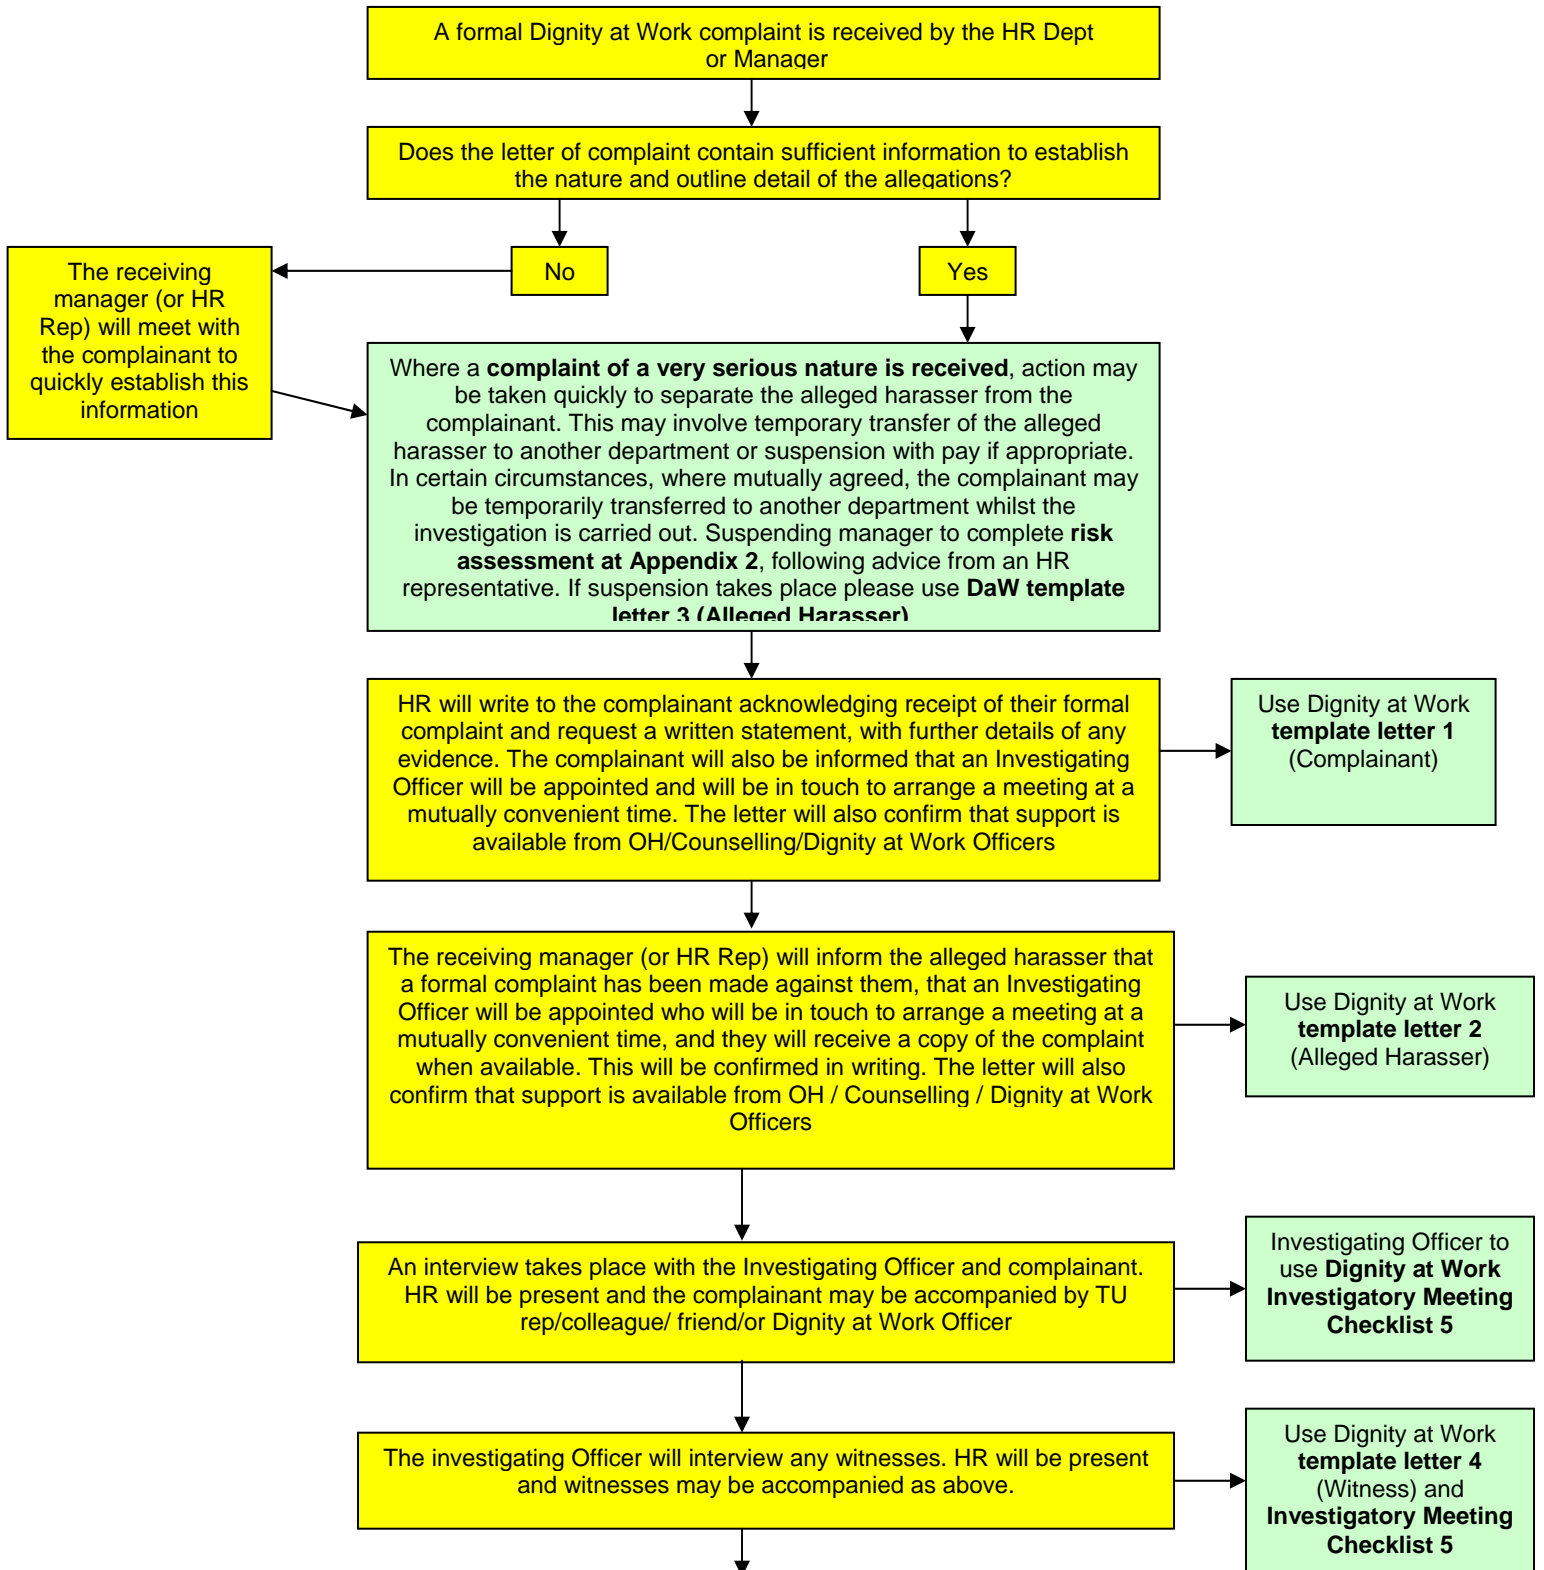 A formal Dignity at Work complaint is received by the HR Dept
or Manager
Does the letter of complaint contain sufficient information to establish
the nature and outline detail of the allegations?
No
Yes
The receiving
manager (or HR
Rep) will meet with
the complainant to
quickly establish this
information
Where a complaint of a very serious nature is received, action may
be taken quickly to separate the alleged harasser from the
complainant. This may involve temporary transfer of the alleged
harasser to another department or suspension with pay if appropriate.
In certain circumstances, where mutually agreed, the complainant may
be temporarily transferred to another department whilst the
investigation is carried out. Suspending manager to complete risk
assessment at Appendix 2, following advice from an HR
representative. If suspension takes place please use DaW template
letter 3 (Alleged Harasser)
HR will write to the complainant acknowledging receipt of their formal
complaint and request a written statement, with further details of any
evidence. The complainant will also be informed that an Investigating
Officer will be appointed and will be in touch to arrange a meeting at a
mutually convenient time. The letter will also confirm that support is
available from OH/Counselling/Dignity at Work Officers
Use Dignity at Work
template letter 1
(Complainant)
The receiving manager (or HR Rep) will inform the alleged harasser that
a formal complaint has been made against them, that an Investigating
Officer will be appointed who will be in touch to arrange a meeting at a
mutually convenient time, and they will receive a copy of the complaint
when available. This will be confirmed in writing. The letter will also
confirm that support is available from OH / Counselling / Dignity at Work
Officers
Use Dignity at Work
template letter 2
(Alleged Harasser)
An interview takes place with the Investigating Officer and complainant.
HR will be present and the complainant may be accompanied by TU
rep/colleague/ friend/or Dignity at Work Officer
Investigating Officer to
use Dignity at Work
Investigatory Meeting
Checklist 5
The investigating Officer will interview any witnesses. HR will be present
and witnesses may be accompanied as above.
Use Dignity at Work
template letter 4
(Witness) and
Investigatory Meeting
Checklist 5